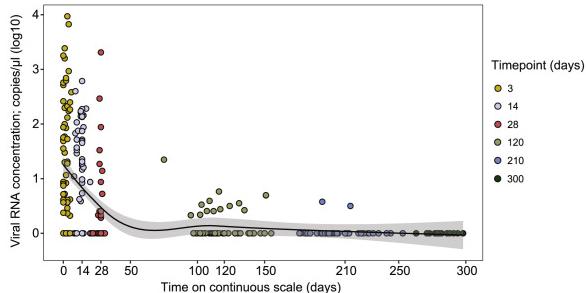 Viral RNA concentration; copies/µl (log10)
4
3
2
1
0
0 14 28 50 100 120 150 210 250 300
Time on continuous scale (days)
Timepoint (days)
3
14
28
120
210
300